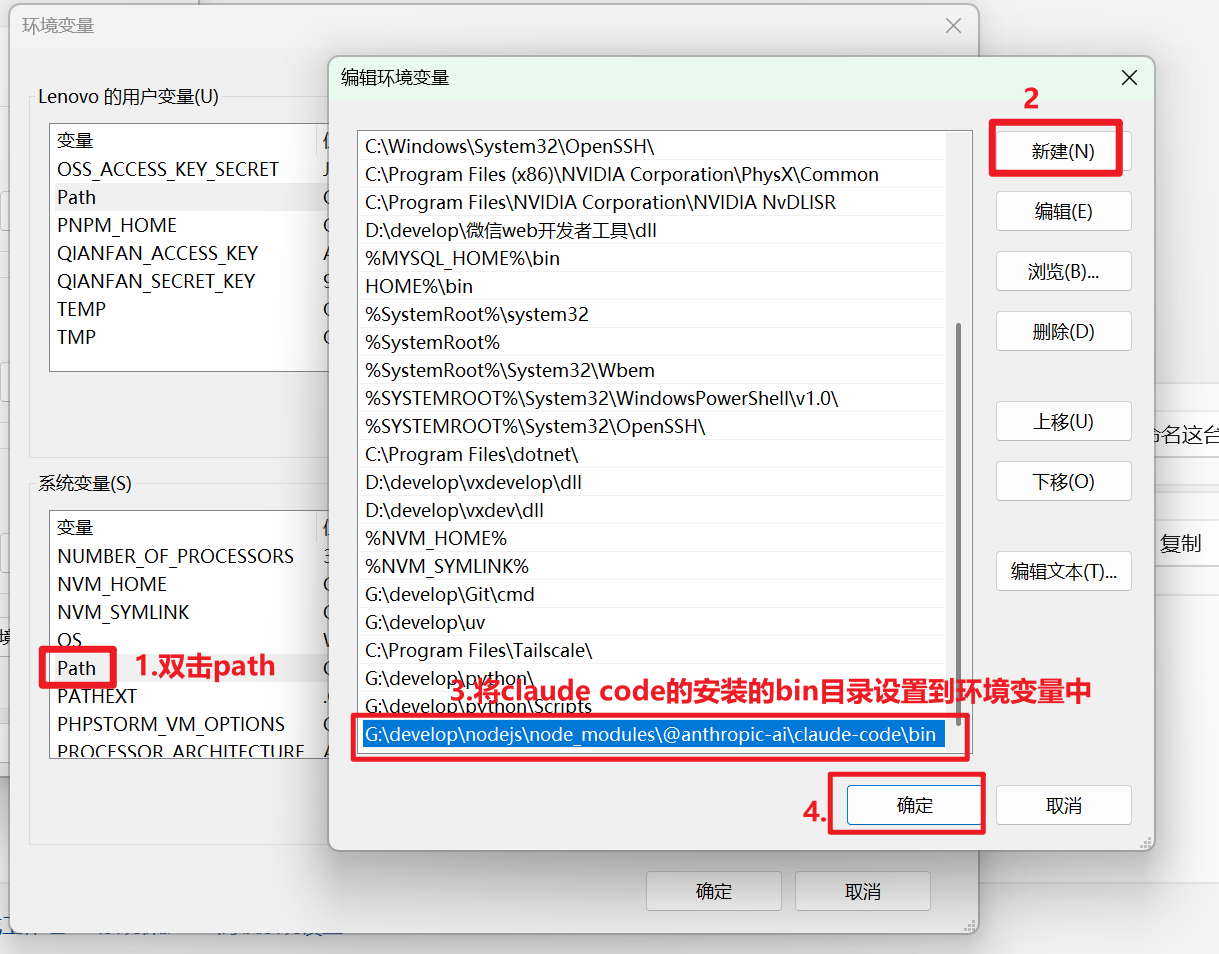 环境变量
Lenovo 的用户变量(U)
变量
OSS_ACCESS_KEY_SECRET
Path
PNPM_HOME
QIANFAN_ACCESS_KEY
QIANFAN_SECRET_KEY
TEMP
TMP
系统变量(S)
变量
NUMBER_OF_PROCESSORS
NVM_HOME
NVM_SYMLINK
OS
Path
1.双击path
PATHEXT
PHPSTORM_VM_OPTIONS
PROCESSOR_ARCHITECTURE
确定
取消
编辑环境变量
C:\Windows\System32\OpenSSH\
C:\Program Files (x86)\NVIDIA Corporation\PhysX\Common
C:\Program Files\NVIDIA Corporation\NVIDIA NvDLISR
D:\develop\微信web开发者工具\dll
%MYSQL_HOME%\bin
HOME%\bin
%SystemRoot%\system32
%SystemRoot%
%SystemRoot%\System32\Wbem
%SYSTEMROOT%\System32\WindowsPowerShell\v1.0\
%SYSTEMROOT%\System32\OpenSSH\
C:\Program Files\dotnet\
D:\develop\vxdevelop\dll
D:\develop\vxdev\dll
%NVM_HOME%
%NVM_SYMLINK%
G:\develop\Git\cmd
G:\develop\uv
C:\Program Files\Tailscale\
G:\develop\python\
3.将claude code的安装的bin目录设置到环境变量中
G:\develop\python\Scripts
G:\develop\nodejs\node_modules\@anthropic-ai\claude-code\bin
2
新建(N)
编辑(E)
浏览(B)...
删除(D)
上移(U)
下移(O)
编辑文本(T)...
4.
确定
取消
名这台
复制